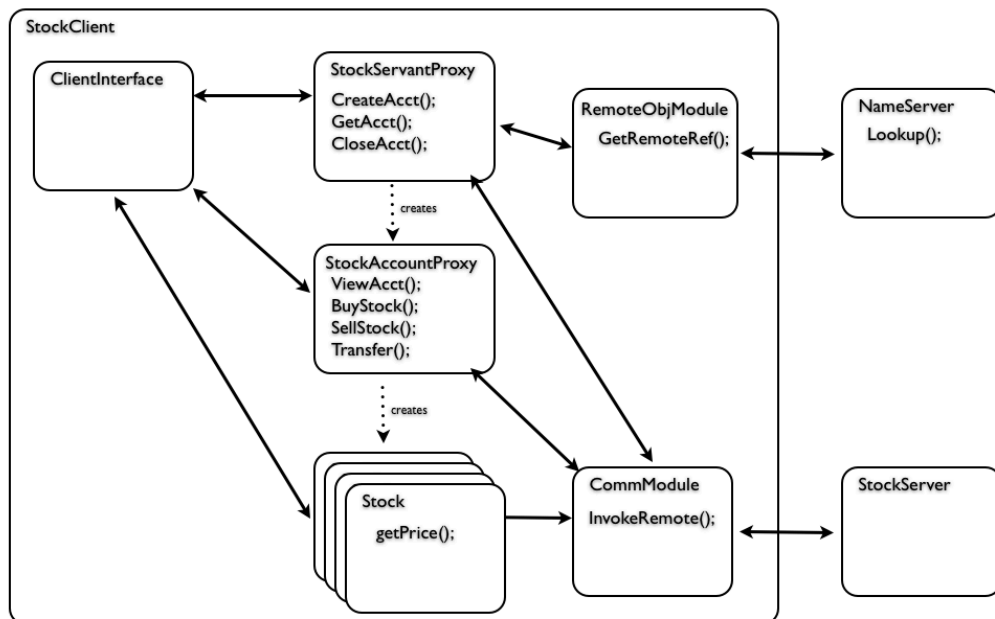 StockClient
ClientInterface
StockServantProxy
CreateAcct();
GetAcct();
CloseAcct();
RemoteObjModule
GetRemoteRef();
NameServer
Lookup();
creates
StockAccountProxy
ViewAcct();
BuyStock();
SellStock();
Transfer();
creates
Stock
getPrice();
CommModule
InvokeRemote();
StockServer